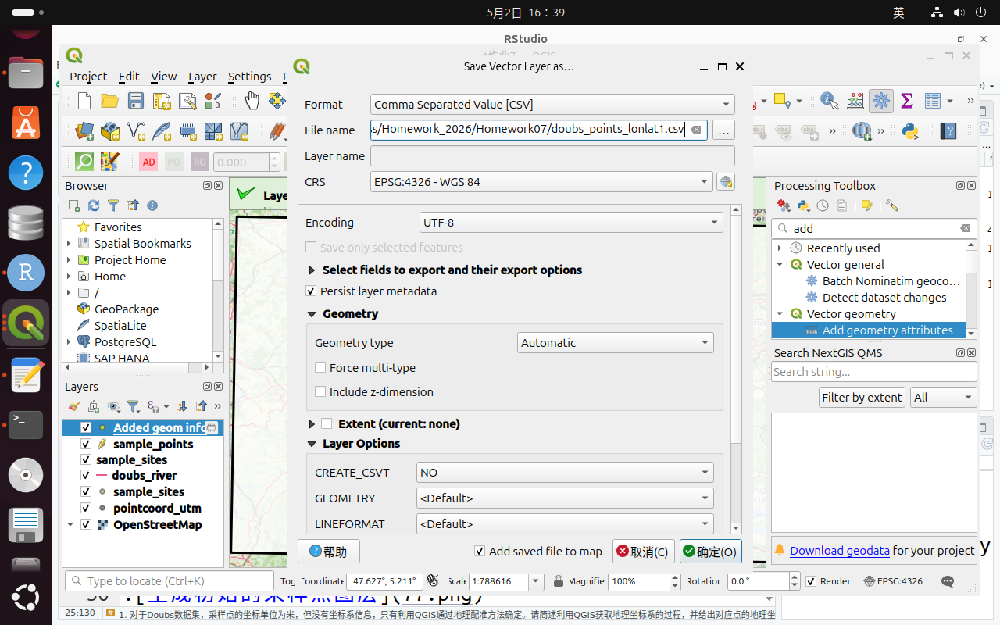 5月2日 16：39
英
RStudio
Save Vector Layer as…
Project Edit View Layer Settings
Format
Comma Separated Value [CSV]
File name
s/Homework_2026/Homework07/doubs_points_lonlat1.csv
…
Layer name
CRS
EPSG:4326 - WGS 84
AD MO RO 0.000
Browser
Favorites
Spatial Bookmarks
Project Home
Home
/
GeoPackage
SpatiaLite
PostgreSQL
SAP HANA
Layers
Added geom info
sample_points
sample_sites
doubs_river
sample_sites
pointcoord_utm
OpenStreetMap
Encoding
UTF-8
Save only selected features
Select fields to export and their export options
Persist layer metadata
Geometry
Geometry type
Automatic
Force multi-type
Include z-dimension
Extent (current: none)
Layer Options
CREATE_CSVT
NO
GEOMETRY
<Default>
LINEFORMAT
<Default>
帮助
Add saved file to map
取消(C)
确定(O)
Processing Toolbox
add
Recently used
Vector general
Batch Nominatim geoco…
Detect dataset changes
Vector geometry
Add geometry attributes
Search NextGIS QMS
Search string…
Filter by extent
All
Download geodata for your project
Type to locate (Ctrl+K)
Coordinate
47.627°, 5.211°
Scale
1:788616
Magnifier
100%
Rotation
0.0 °
Render
EPSG:4326
25:130
1. 对于Doubs数据集，采样点的坐标单位为米，但没有坐标系信息，只有利用QGIS通过地理配准方法确定。请简述利用QGIS获取地理坐标系的过程，并给出对应点的地理坐